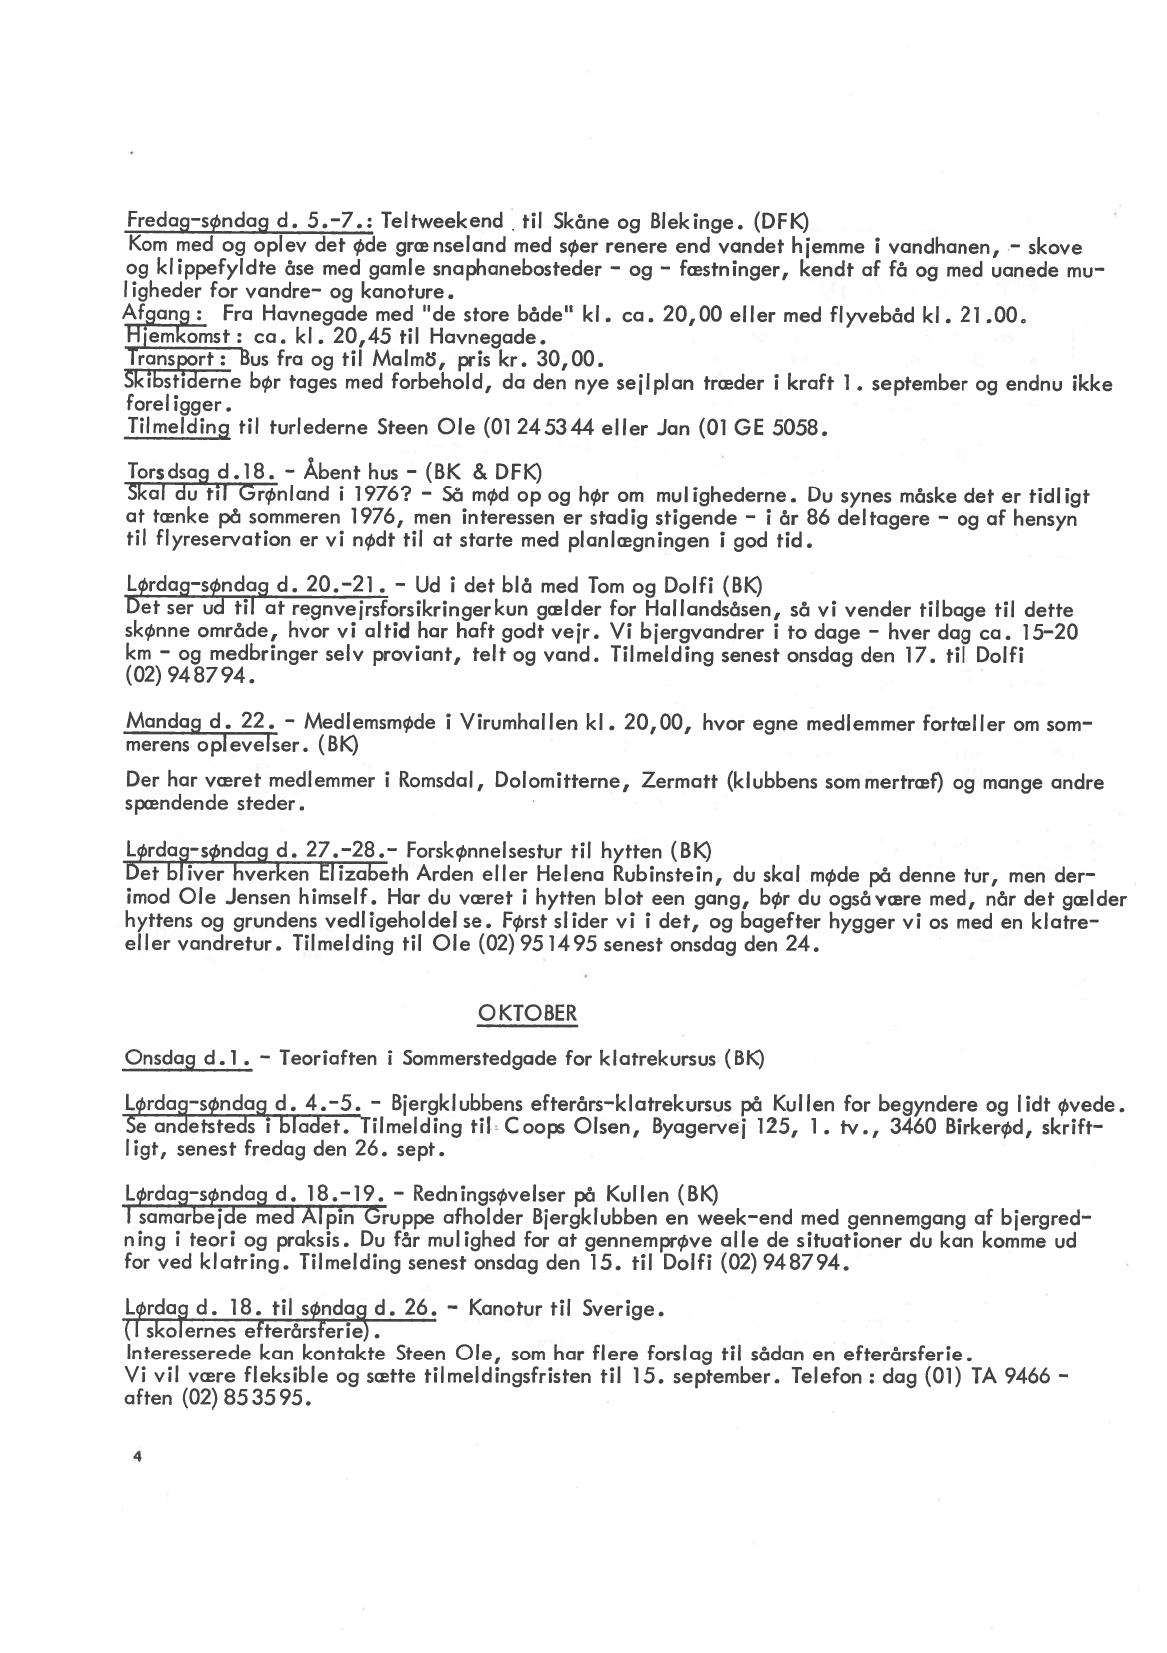 Fredag-søndag d. 5.-7.: Teltweekend til Skåne og Blekinge. (DFK)
Kom med og oplev det øde grænseland med søer renere end vandet hjemme i vandhanen, - skove
og klippefyldte åse med gamle snaphanebosteder - og - fæstninger, kendt af få og med uanede mu-
ligheder for vandre- og kanoture.
Afgang: Fra Havnegade med "de store både" kl. ca. 20,00 eller med flyvebåd kl. 21.00.
Hjemkomst: ca. kl. 20,45 til Havnegade.
Transport: Bus fra og til Malmö, pris kr. 30,00.
Skibstiderne bør tages med forbehold, da den nye sejlplan træder i kraft 1. september og endnu ikke
foreligger.
Tilmelding til turlederne Steen Ole (01 24 53 44 eller Jan (01 GE 5058.
Torsdsag d.18. - Åbent hus - (BK & DFK)
Skal du til Grønland i 1976? - Så mød op og hør om mulighederne. Du synes måske det er tidligt
at tænke på sommeren 1976, men interessen er stadig stigende - i år 86 deltagere - og af hensyn
til flyreservation er vi nødt til at starte med planlægningen i god tid.
Lørdag-søndag d. 20.-21. - Ud i det blå med Tom og Dolfi (BK)
Det ser ud til at regnvejrsforsikringer kun gælder for Hallandsåsen, så vi vender tilbage til dette
skønne område, hvor vi altid har haft godt vejr. Vi bjergvandrer i to dage - hver dag ca. 15-20
km - og medbringer selv proviant, telt og vand. Tilmelding senest onsdag den 17. til Dolfi
(02) 94 87 94.
Mandag d. 22. - Medlemsmøde i Virumhallen kl. 20,00, hvor egne medlemmer fortæller om som-
merens oplevelser. (BK)
Der har været medlemmer i Romsdal, Dolomitterne, Zermatt (klubbens sommertræf) og mange andre
spændende steder.
Lørdag-søndag d. 27.-28.- Forskønnelsestur til hytten (BK)
Det bliver hverken Elizabeth Arden eller Helena Rubinstein, du skal møde på denne tur, men der-
imod Ole Jensen himself. Har du været i hytten blot een gang, bør du også være med, når det gælder
hyttens og grundens vedligeholdelse. Først slider vi i det, og bagefter hygger vi os med en klatre-
eller vandretur. Tilmelding til Ole (02) 95 14 95 senest onsdag den 24.
OKTOBER
Onsdag d.1. - Teoriaften i Sommerstedgade for klatrekursus (BK)
Lørdag-søndag d. 4.-5. - Bjergklubbens efterårs-klatrekursus på Kullen for begyndere og lidt øvede.
Se andetsteds i bladet. Tilmelding til Coops Olsen, Byagervej 125, 1. tv., 3460 Birkerød, skrift-
ligt, senest fredag den 26. sept.
Lørdag-søndag d. 18.-19. - Redningsøvelser på Kullen (BK)
I samarbejde med Alpin Gruppe afholder Bjergklubben en week-end med gennemgang af bjergred-
ning i teori og praksis. Du får mulighed for at gennemprøve alle de situationer du kan komme ud
for ved klatring. Tilmelding senest onsdag den 15. til Dolfi (02) 94 87 94.
Lørdag d. 18. til søndag d. 26. - Kanotur til Sverige.
(I skolernes efterårsferie).
Interesserede kan kontakte Steen Ole, som har flere forslag til sådan en efterårsferie.
Vi vil være fleksible og sætte tilmeldingsfristen til 15. september. Telefon : dag (01) TA 9466 -
aften (02) 85 35 95.
4